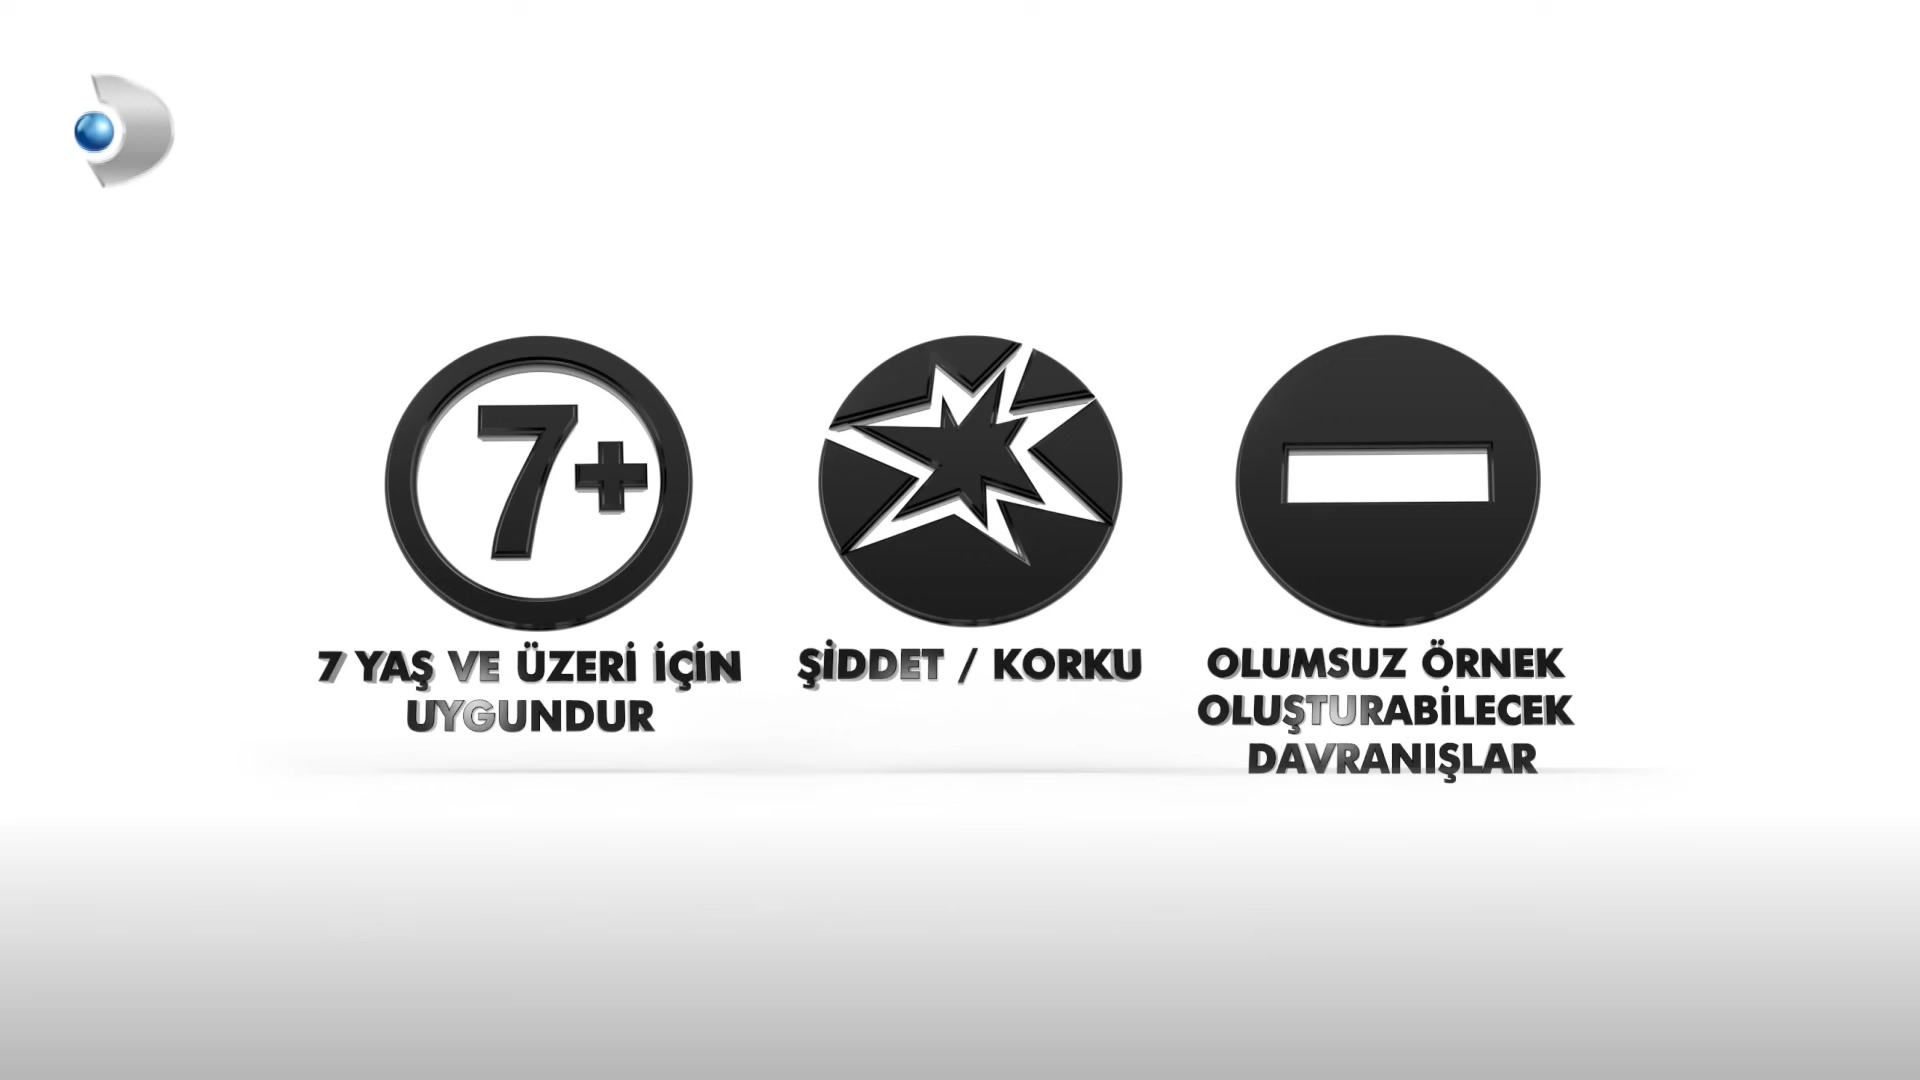 7+
7 YAŞ VE ÜZERİ İÇİN
UYGUNDUR
ŞİDDET / KORKU
OLUMSUZ ÖRNEK
OLUŞTURABİLECEK
DAVRANIŞLAR